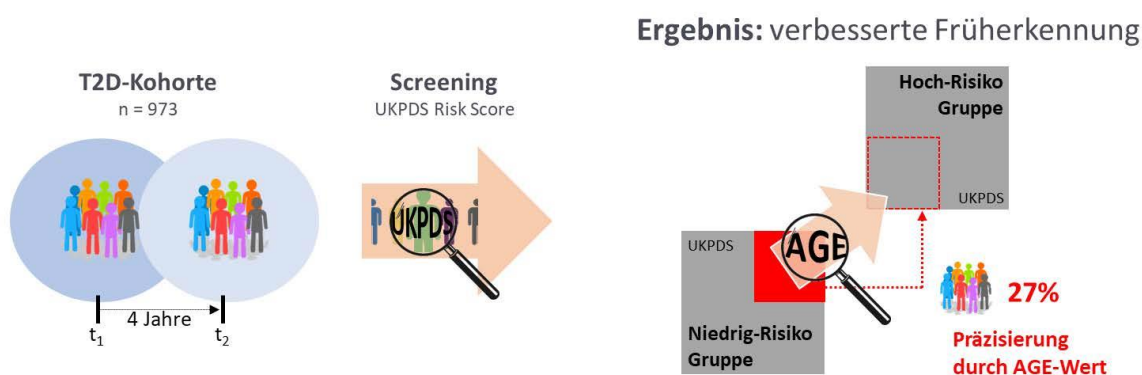 Ergebnis: verbesserte Früherkennung
T2D-Kohorte
n = 973
t1
4 Jahre
t2
Screening
UKPDS Risk Score
UKPDS
Hoch-Risiko
Gruppe
UKPDS
UKPDS
AGE
Niedrig-Risiko
Gruppe
27%
Präzisierung
durch AGE-Wert